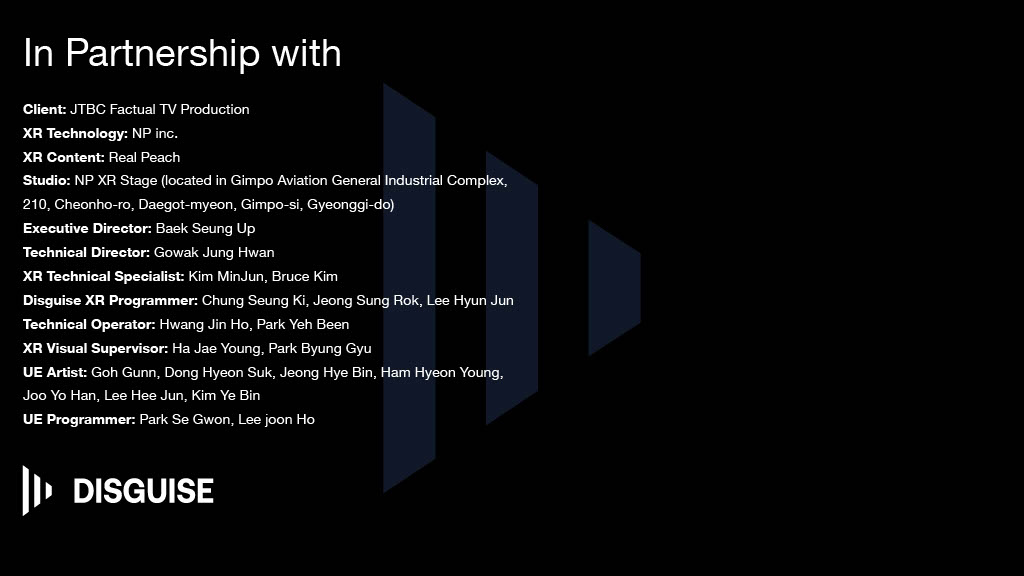 In Partnership with
Client: JTBC Factual TV Production
XR Technology: NP inc.
XR Content: Real Peach
Studio: NP XR Stage (located in Gimpo Aviation General Industrial Complex,
210, Cheonho-ro, Daegot-myeon, Gimpo-si, Gyeonggi-do)
Executive Director: Baek Seung Up
Technical Director: Gowak Jung Hwan
XR Technical Specialist: Kim MinJun, Bruce Kim
Disguise XR Programmer: Chung Seung Ki, Jeong Sung Rok, Lee Hyun Jun
Technical Operator: Hwang Jin Ho, Park Yeh Been
XR Visual Supervisor: Ha Jae Young, Park Byung Gyu
UE Artist: Goh Gunn, Dong Hyeon Suk, Jeong Hye Bin, Ham Hyeon Young,
Joo Yo Han, Lee Hee Jun, Kim Ye Bin
UE Programmer: Park Se Gwon, Lee joon Ho
DISGUISE